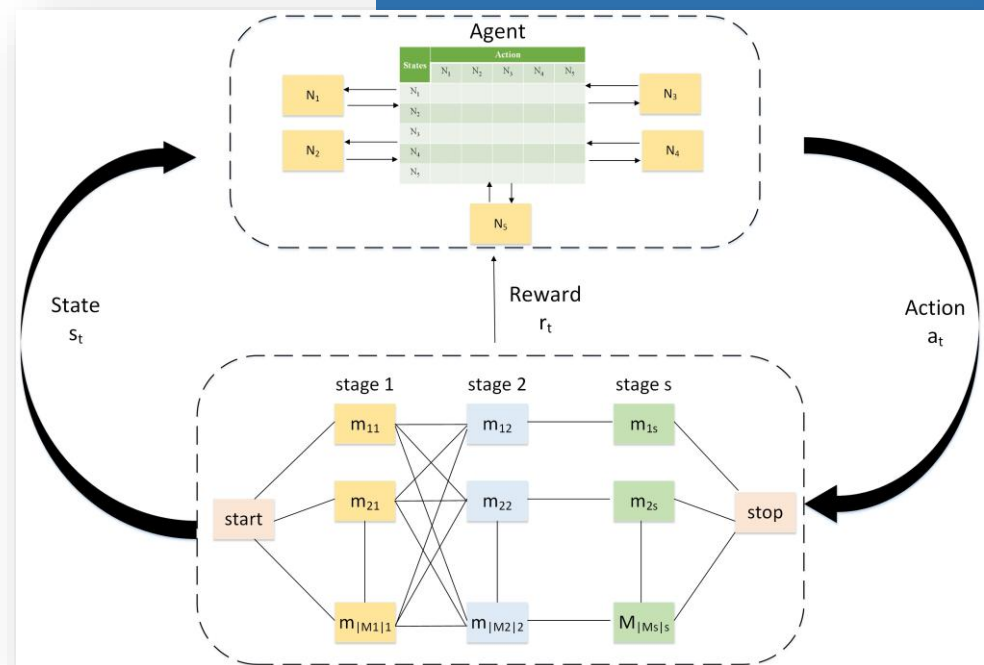 Agent
Action
States
N₁ N₂ N₃ N₄ N₅
N₁
N₂
N₃
N₄
N₅
N₁
N₃
N₂
N₄
N₅
State
sₜ
Reward
rₜ
Action
aₜ
stage 1 stage 2 stage s
m₁₁ m₁₂ m₁ₛ
start
m₂₁ m₂₂ m₂ₛ
stop
m|M1|1 m|M2|2 M|Ms|s